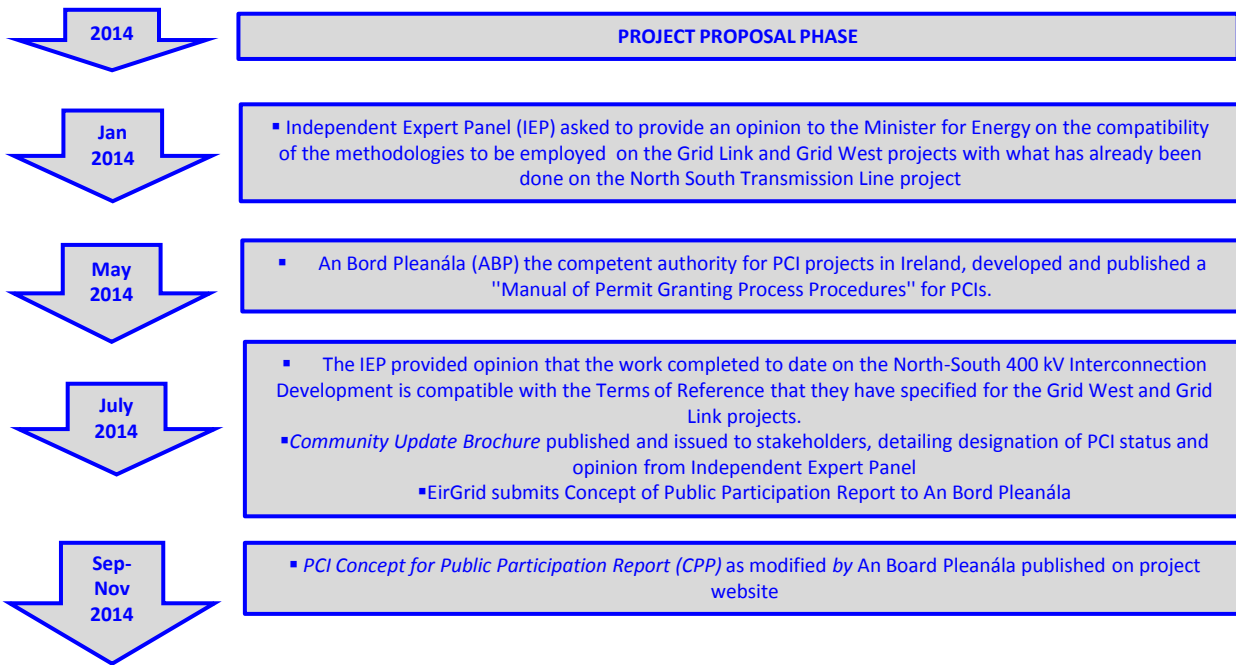 2014
PROJECT PROPOSAL PHASE
Jan
2014
▪ Independent Expert Panel (IEP) asked to provide an opinion to the Minister for Energy on the compatibility
of the methodologies to be employed on the Grid Link and Grid West projects with what has already been
done on the North South Transmission Line project
May
2014
▪ An Bord Pleanála (ABP) the competent authority for PCI projects in Ireland, developed and published a
''Manual of Permit Granting Process Procedures'' for PCIs.
July
2014
▪ The IEP provided opinion that the work completed to date on the North-South 400 kV Interconnection
Development is compatible with the Terms of Reference that they have specified for the Grid West and Grid
Link projects.
▪Community Update Brochure published and issued to stakeholders, detailing designation of PCI status and
opinion from Independent Expert Panel
▪EirGrid submits Concept of Public Participation Report to An Bord Pleanála
Sep-
Nov
2014
▪ PCI Concept for Public Participation Report (CPP) as modified by An Board Pleanála published on project
website